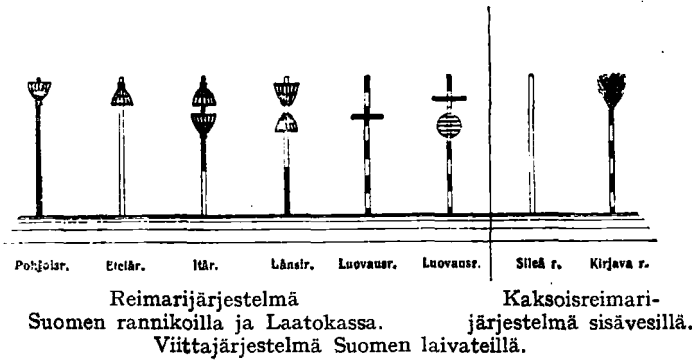 Pohjoisr. Etelär. Itär. Länsir. Luovausr. Luovausr. Sileä r. Kirjava r.
Reimarijärjestelmä
Suomen rannikoilla ja Laatokassa.
Kaksoisreimari-
järjestelmä sisävesillä.
Viittajärjestelmä Suomen laivateillä.